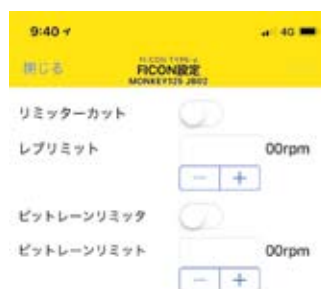 9:40
4G
閉じる
FICON TYPE-e
FICON設定
MONKEY125 JB02
リミッターカット
レブリミット
00rpm
− +
ピットレーンリミッタ
ピットレーンリミット
00rpm
− +